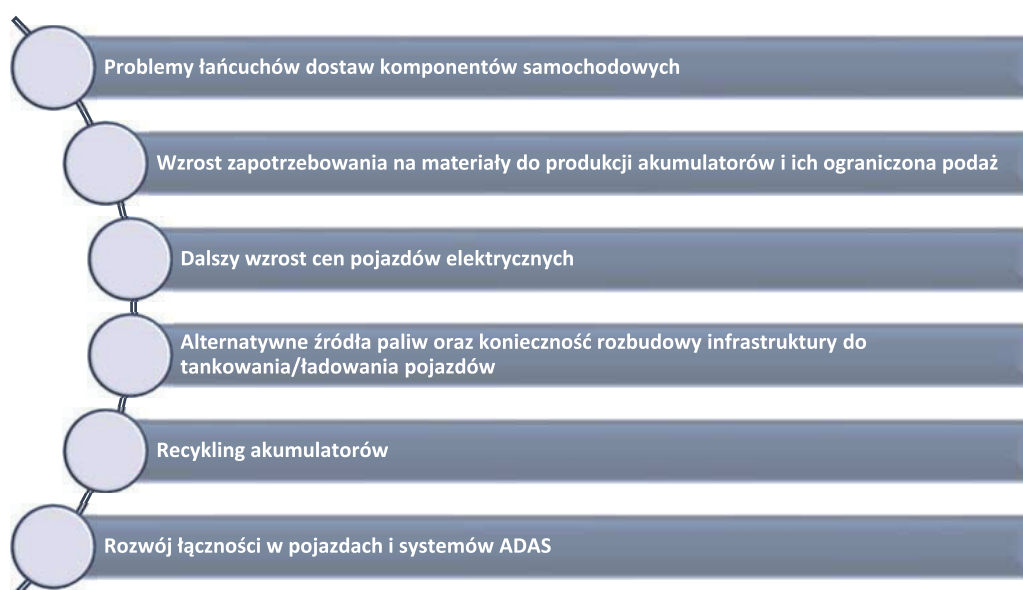 Problemy łańcuchów dostaw komponentów samochodowych
Wzrost zapotrzebowania na materiały do produkcji akumulatorów i ich ograniczona podaż
Dalszy wzrost cen pojazdów elektrycznych
Alternatywne źródła paliw oraz konieczność rozbudowy infrastruktury do
tankowania/ładowania pojazdów
Recykling akumulatorów
Rozwój łączności w pojazdach i systemów ADAS